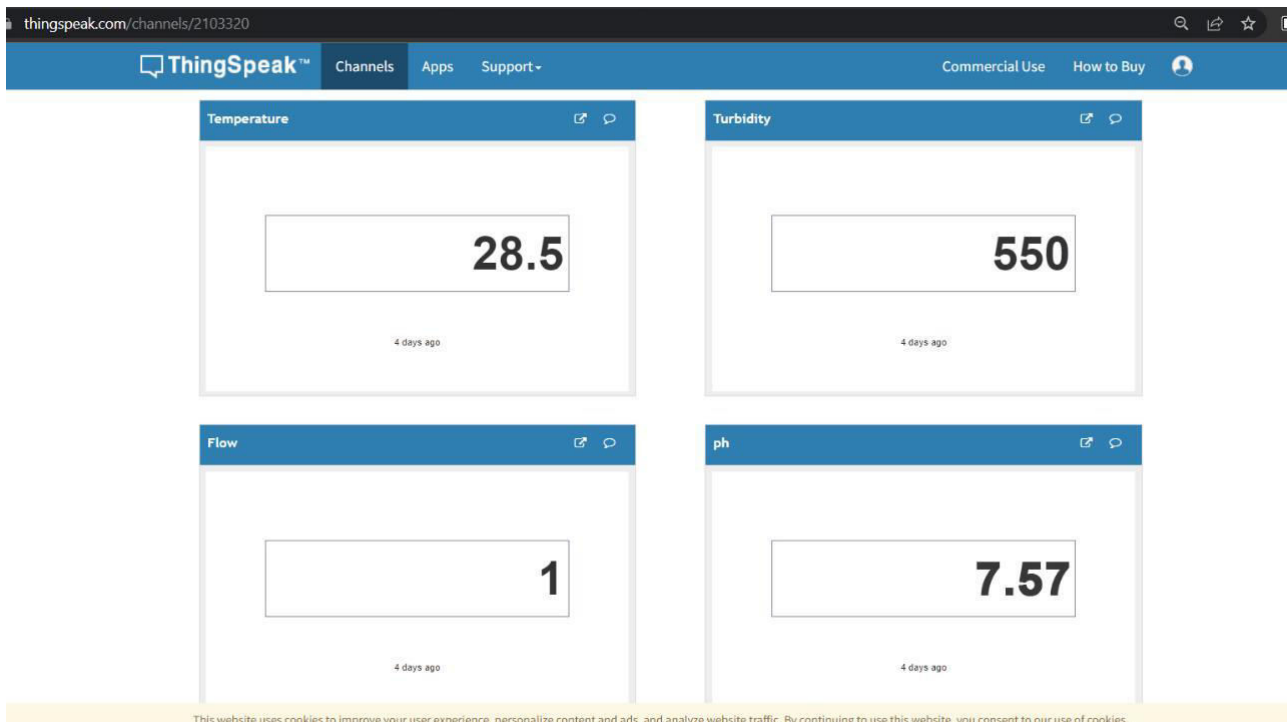 thingspeak.com/channels/2103320
ThingSpeak™ Channels Apps Support Commercial Use How to Buy
Temperature
28.5
4 days ago
Turbidity
550
4 days ago
Flow
1
4 days ago
ph
7.57
4 days ago
This website uses cookies to improve your user experience, personalize content and ads, and analyze website traffic. By continuing to use this website, you consent to our use of cookies.